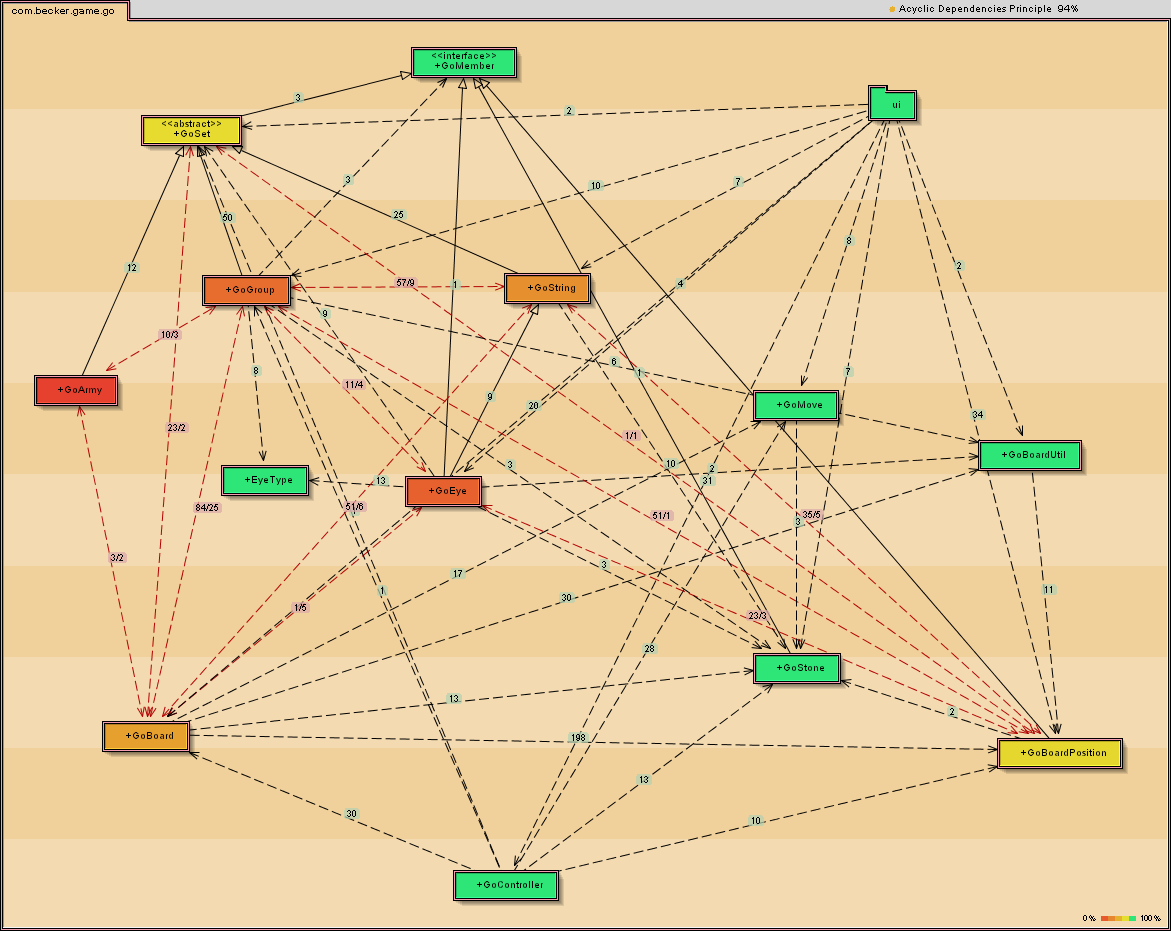 com.becker.game.go
Acyclic Dependencies Principle 94%
<<interface>>
+GoMember
3
ui
2
<<abstract>>
+GoSet
3
10
7
50
25
8
12
2
57/9
1
4
+GoGroup
+GoString
9
10/3
6
1
7
8
11/4
+GoArmy
9
20
+GoMove
34
23/2
1/1
+GoBoardUtil
3
10
2
+EyeType
13
31
+GoEye
84/25
51/6
51/1
35/5
3
3/2
17
3
1
11
30
1/5
23/3
28
+GoStone
13
2
+GoBoard
198
+GoBoardPosition
13
30
10
+GoController
0%
100%